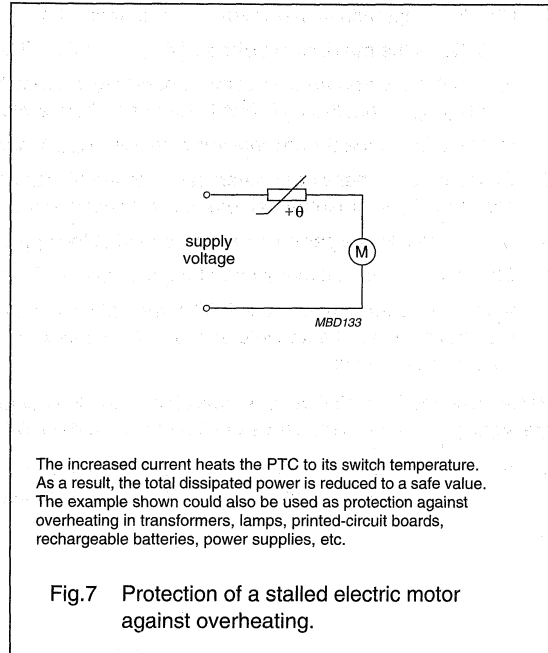 +θ
supply
voltage
M
MBD133
The increased current heats the PTC to its switch temperature.
As a result, the total dissipated power is reduced to a safe value.
The example shown could also be used as protection against
overheating in transformers, lamps, printed-circuit boards,
rechargeable batteries, power supplies, etc.
Fig.7 Protection of a stalled electric motor
against overheating.